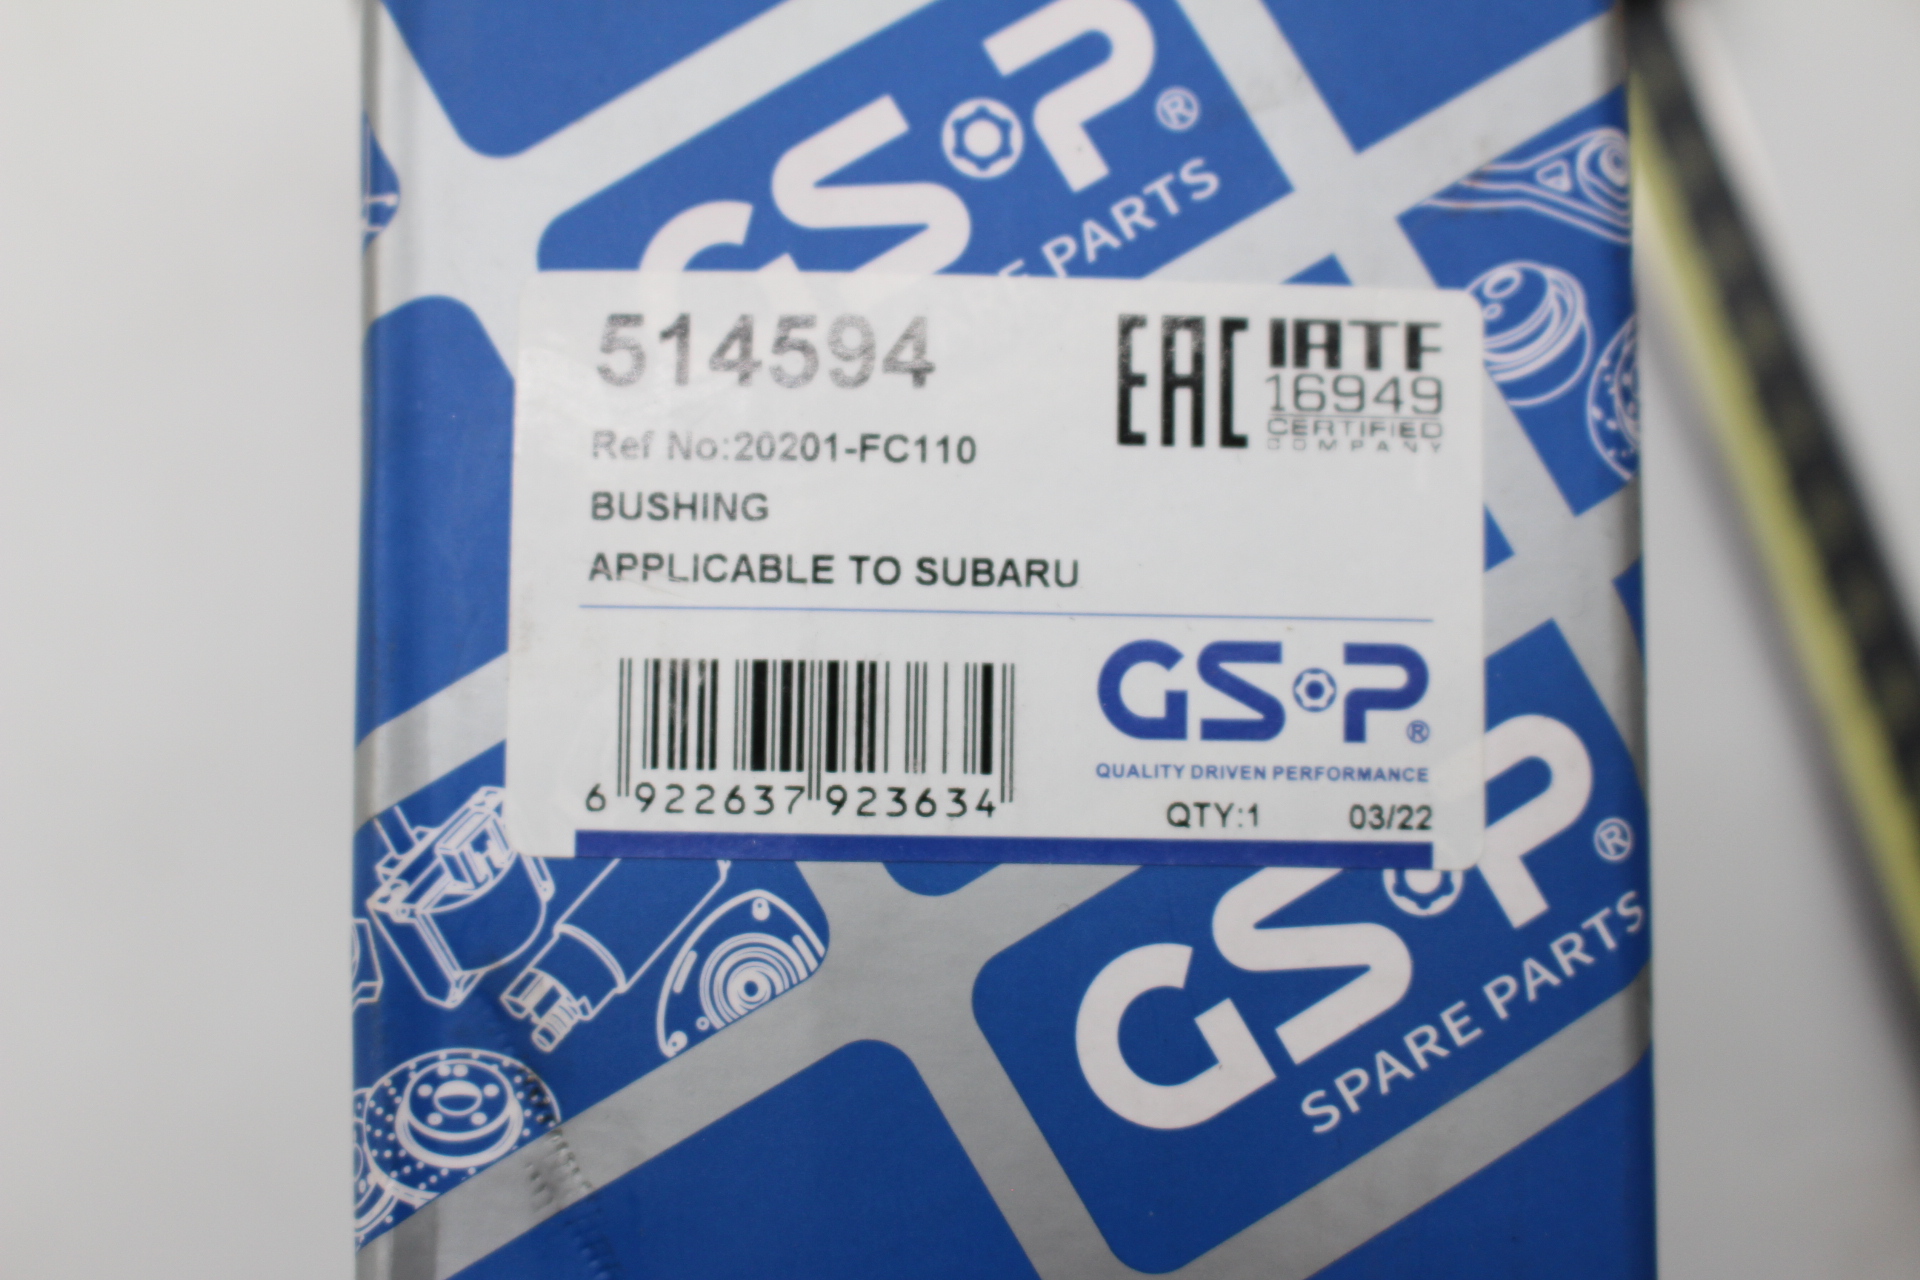 GSP®
SPARE PARTS
514594
Ref No:20201-FC110
BUSHING
APPLICABLE TO SUBARU
EAC
IATF
16949
CERTIFIED
COMPANY
6 922637 923634
GSP®
QUALITY DRIVEN PERFORMANCE
QTY:1 03/22
GSP®
SPARE PARTS